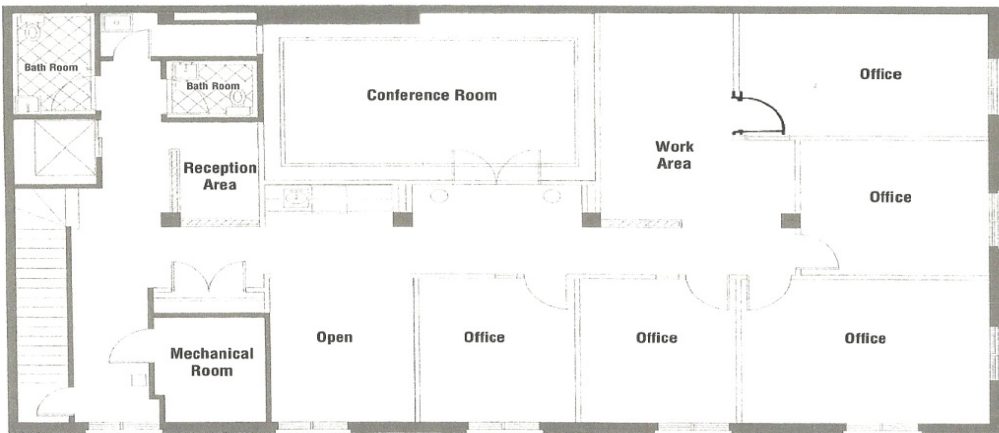 Bath Room
Bath Room
Office
Conference Room
Work
Area
Reception
Area
Office
Open
Office
Office
Office
Mechanical
Room